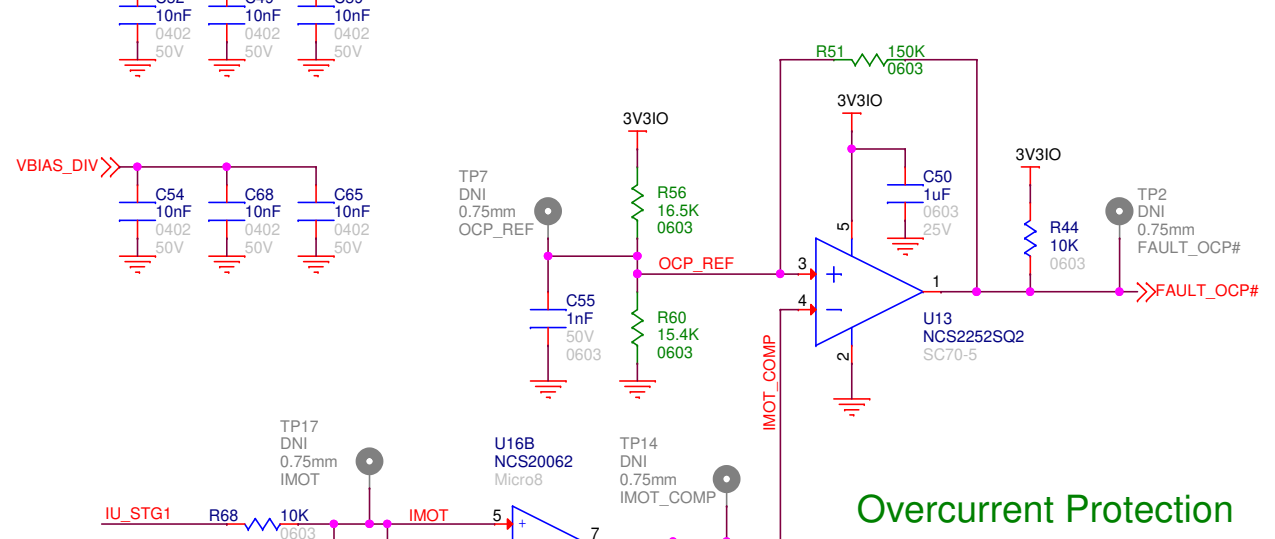 10nF
0402
50V
10nF
0402
50V
10nF
0402
50V
VBIAS_DIV
C54
10nF
0402
50V
C68
10nF
0402
50V
C65
10nF
0402
50V
TP7
DNI
0.75mm
OCP_REF
3V3IO
R56
16.5K
0603
OCP_REF
C55
1nF
50V
0603
R60
15.4K
0603
R51
150K
0603
3V3IO
C50
1uF
0603
25V
5
3
4
1
2
U13
NCS2252SQ2
SC70-5
3V3IO
R44
10K
0603
TP2
DNI
0.75mm
FAULT_OCP#
FAULT_OCP#
IMOT_COMP
TP17
DNI
0.75mm
IMOT
IU_STG1
R68
10K
0603
IMOT
U16B
NCS20062
Micro8
5
7
TP14
DNI
0.75mm
IMOT_COMP
Overcurrent Protection